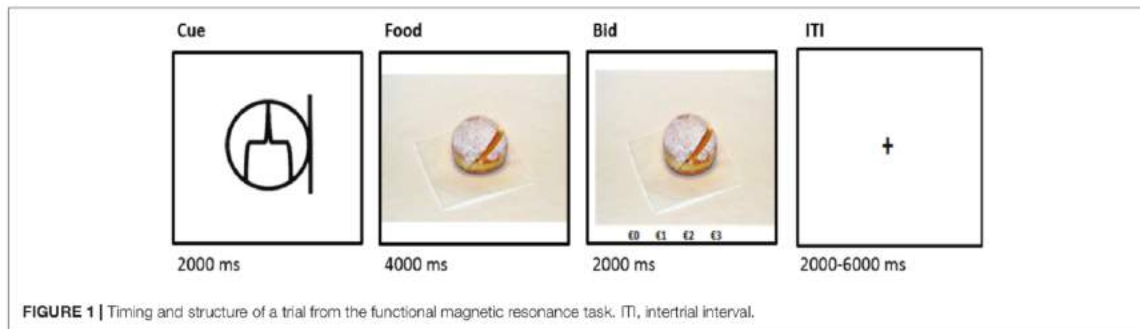 Cue Food Bid ITI
€0 €1 €2 €3
2000 ms 4000 ms 2000 ms 2000-6000 ms
FIGURE 1 | Timing and structure of a trial from the functional magnetic resonance task. ITI, intertrial interval.